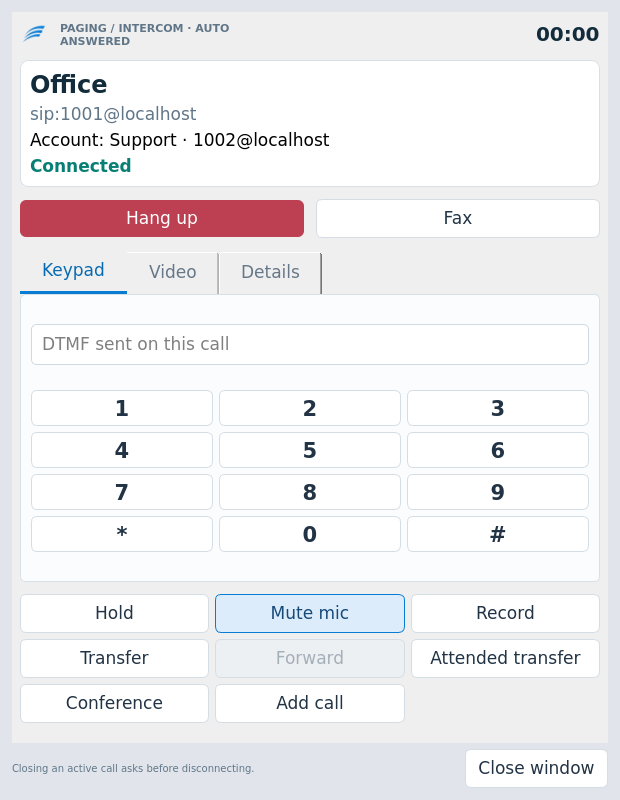 PAGING / INTERCOM · AUTO
ANSWERED
00:00
Office
sip:1001@localhost
Account: Support · 1002@localhost
Connected
Hang up
Fax
Keypad
Video
Details
DTMF sent on this call
1
2
3
4
5
6
7
8
9
*
0
#
Hold
Mute mic
Record
Transfer
Forward
Attended transfer
Conference
Add call
Closing an active call asks before disconnecting.
Close window